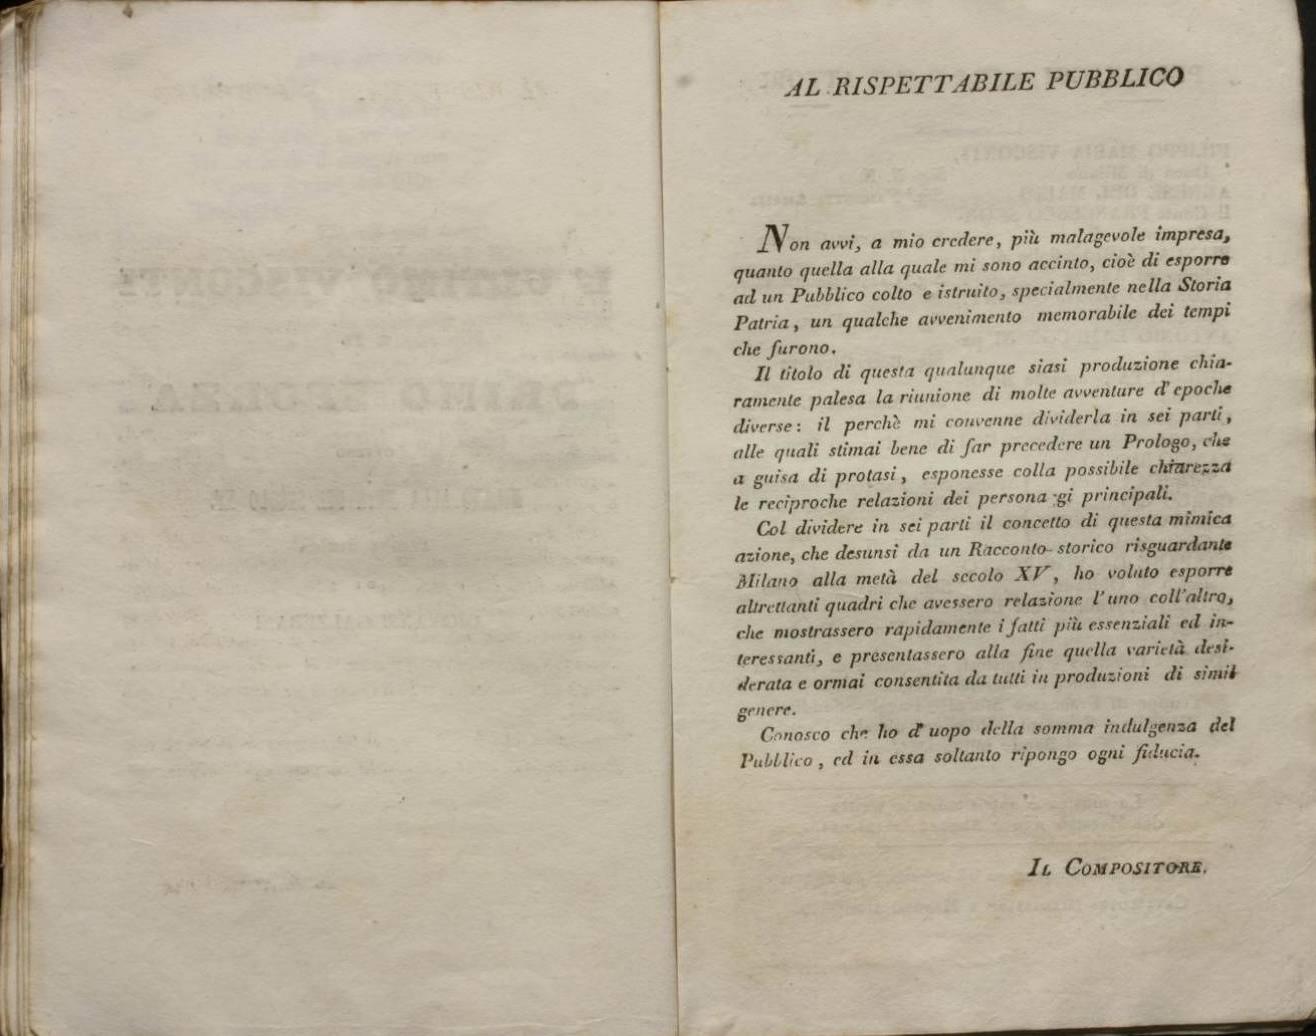 AL RISPETTABILE PUBBLICO
Non avvi, a mio credere, più malagevole impresa,
quanto quella alla quale mi sono accinto, cioè di esporre
ad un Pubblico colto e istruito, specialmente nella Storia
Patria, un qualche avvenimento memorabile dei tempi
che furono.
Il titolo di questa qualunque siasi produzione chia-
ramente palesa la riunione di molte avventure d'epoche
diverse: il perchè mi convenne dividerla in sei parti,
alle quali stimai bene di far precedere un Prologo, che
a guisa di protasi, esponesse colla possibile chiarezza
le reciproche relazioni dei persona gi principali.
Col dividere in sei parti il concetto di questa mimica
azione, che desunsi da un Racconto storico risguardante
Milano alla metà del secolo XV, ho voluto esporre
altrettanti quadri che avessero relazione l'uno coll'altro,
che mostrassero rapidamente i fatti più essenziali ed in-
teressanti, e presentassero alla fine quella varietà desi-
derata e ormai consentita da tutti in produzioni di simil
genere.
Conosco che ho d'uopo della somma indulgenza del
Pubblico, ed in essa soltanto ripongo ogni fiducia.
IL COMPOSITORE.